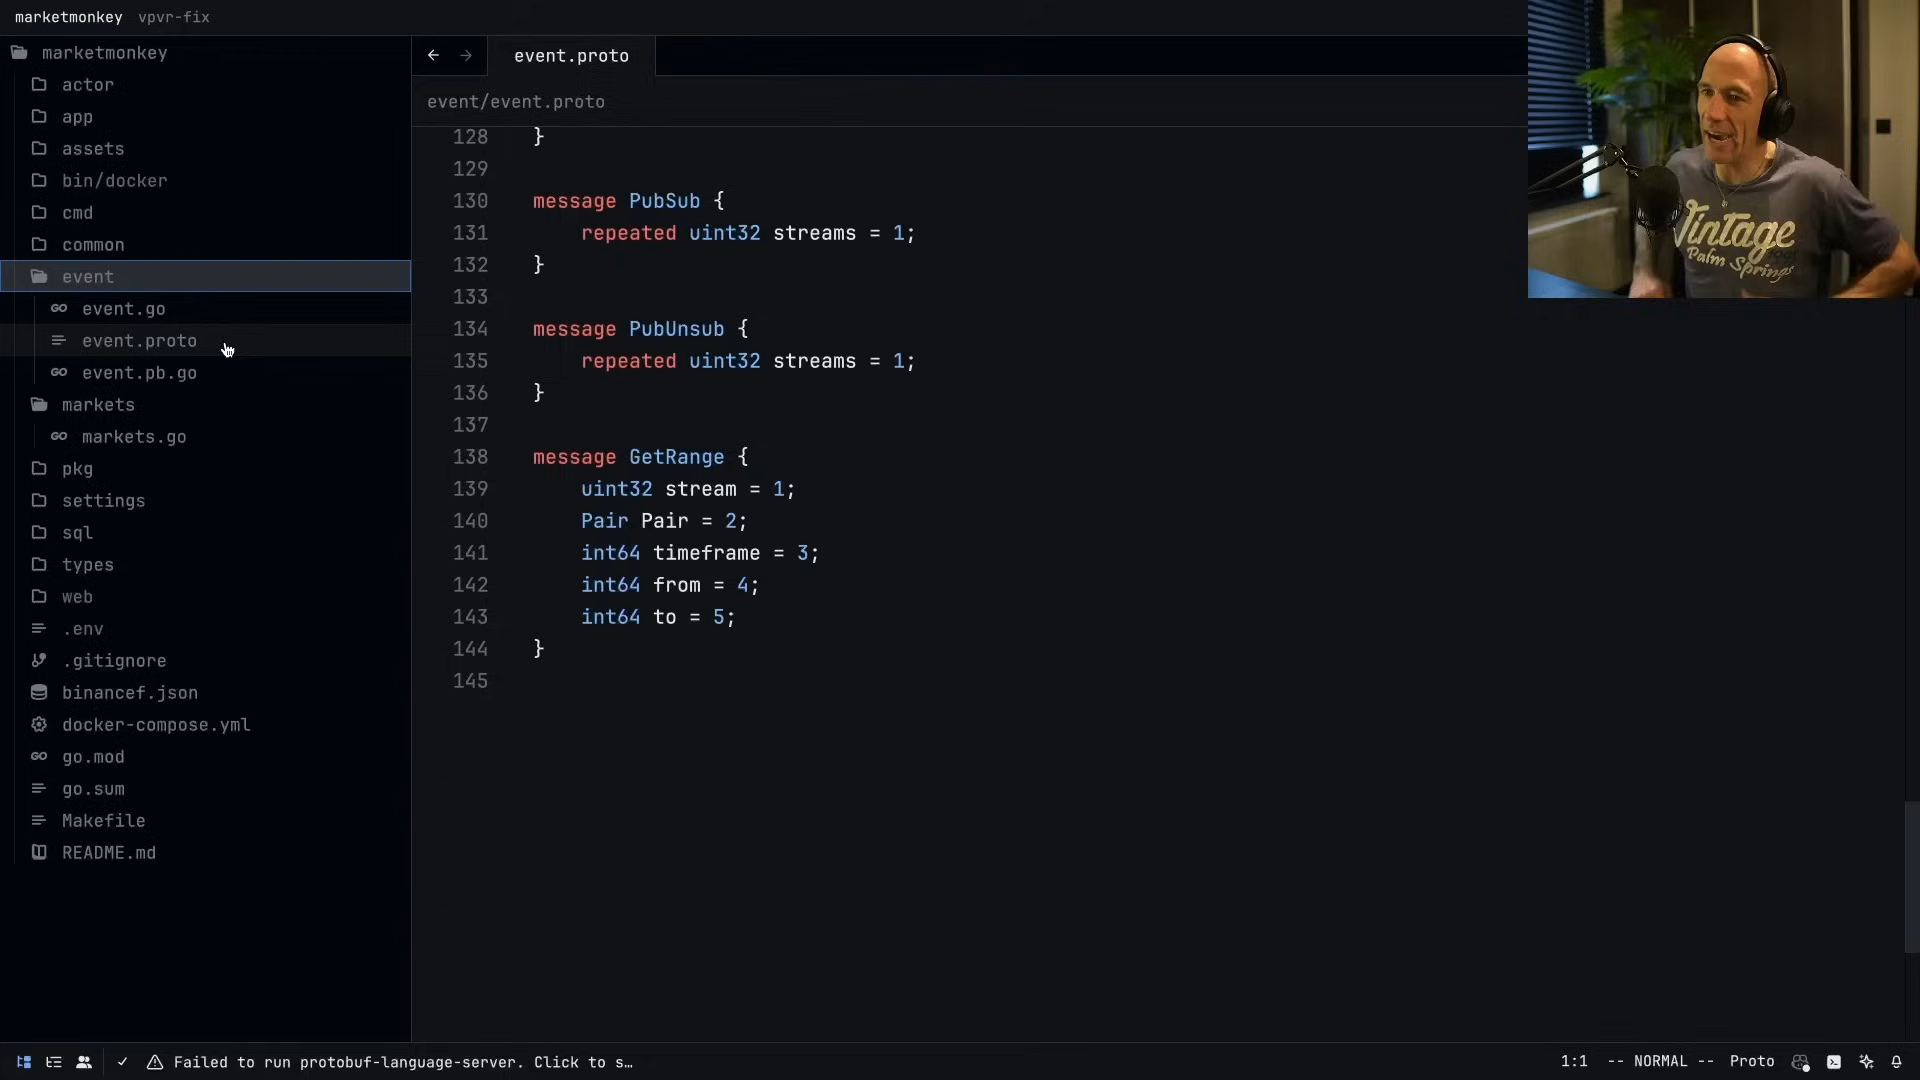 marketmonkey vpvr-fix
marketmonkey
actor
app
assets
bin/docker
cmd
common
event
event.go
event.proto
event.pb.go
markets
markets.go
pkg
settings
sql
types
web
.env
.gitignore
binancef.json
docker-compose.yml
go.mod
go.sum
Makefile
README.md
event.proto
event/event.proto
128 }
129
130 message PubSub {
131 repeated uint32 streams = 1;
132 }
133
134 message PubUnsub {
135 repeated uint32 streams = 1;
136 }
137
138 message GetRange {
139 uint32 stream = 1;
140 Pair Pair = 2;
141 int64 timeframe = 3;
142 int64 from = 4;
143 int64 to = 5;
144 }
145
Vintage
Palm Springs
Failed to run protobuf-language-server. Click to s…
1:1 -- NORMAL -- Proto